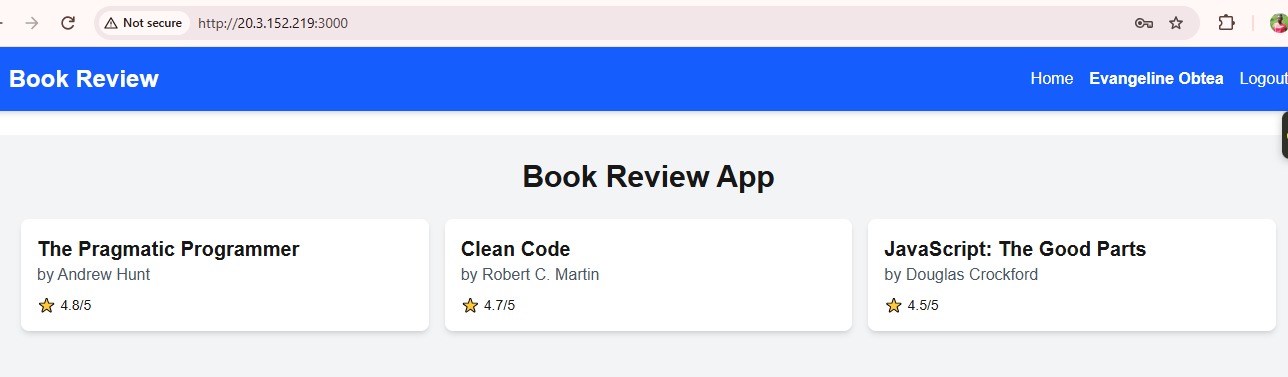 Not secure http://20.3.152.219:3000
Book Review Home Evangeline Obtea Logout
Book Review App
The Pragmatic Programmer
by Andrew Hunt
4.8/5
Clean Code
by Robert C. Martin
4.7/5
JavaScript: The Good Parts
by Douglas Crockford
4.5/5